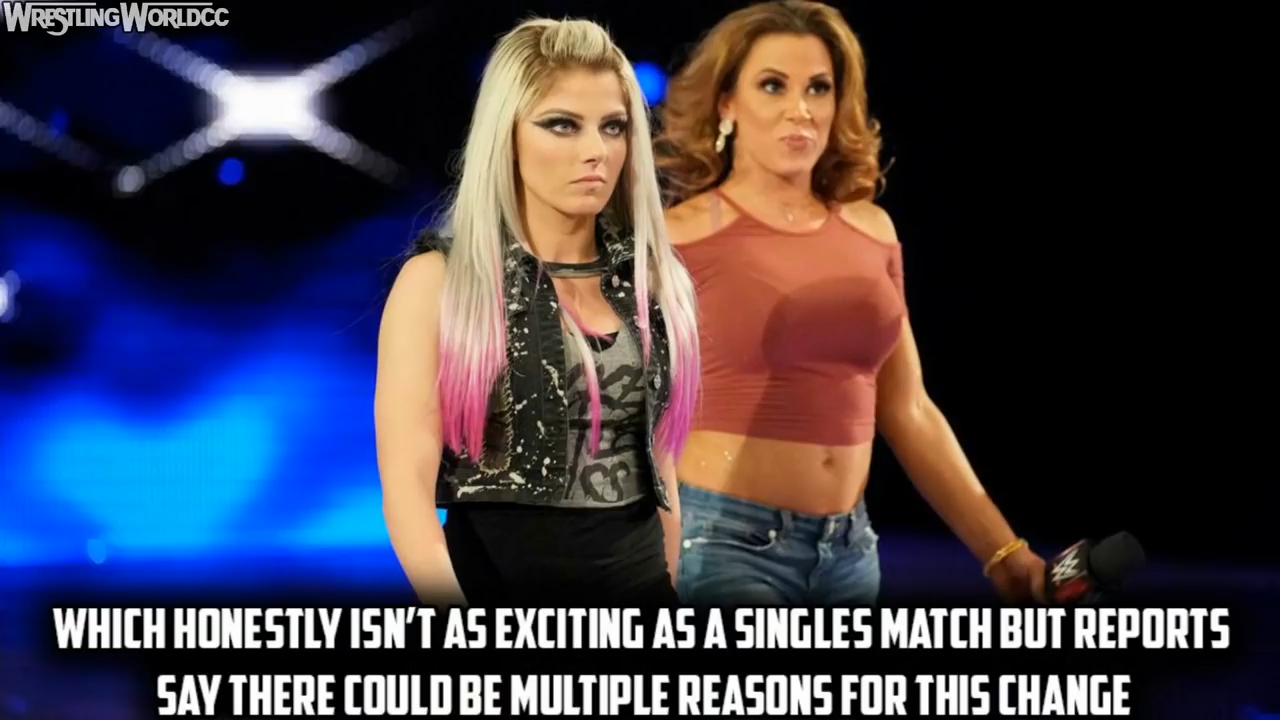 WRESTLINGWORLDCC
WHICH HONESTLY ISN'T AS EXCITING AS A SINGLES MATCH BUT REPORTS
SAY THERE COULD BE MULTIPLE REASONS FOR THIS CHANGE